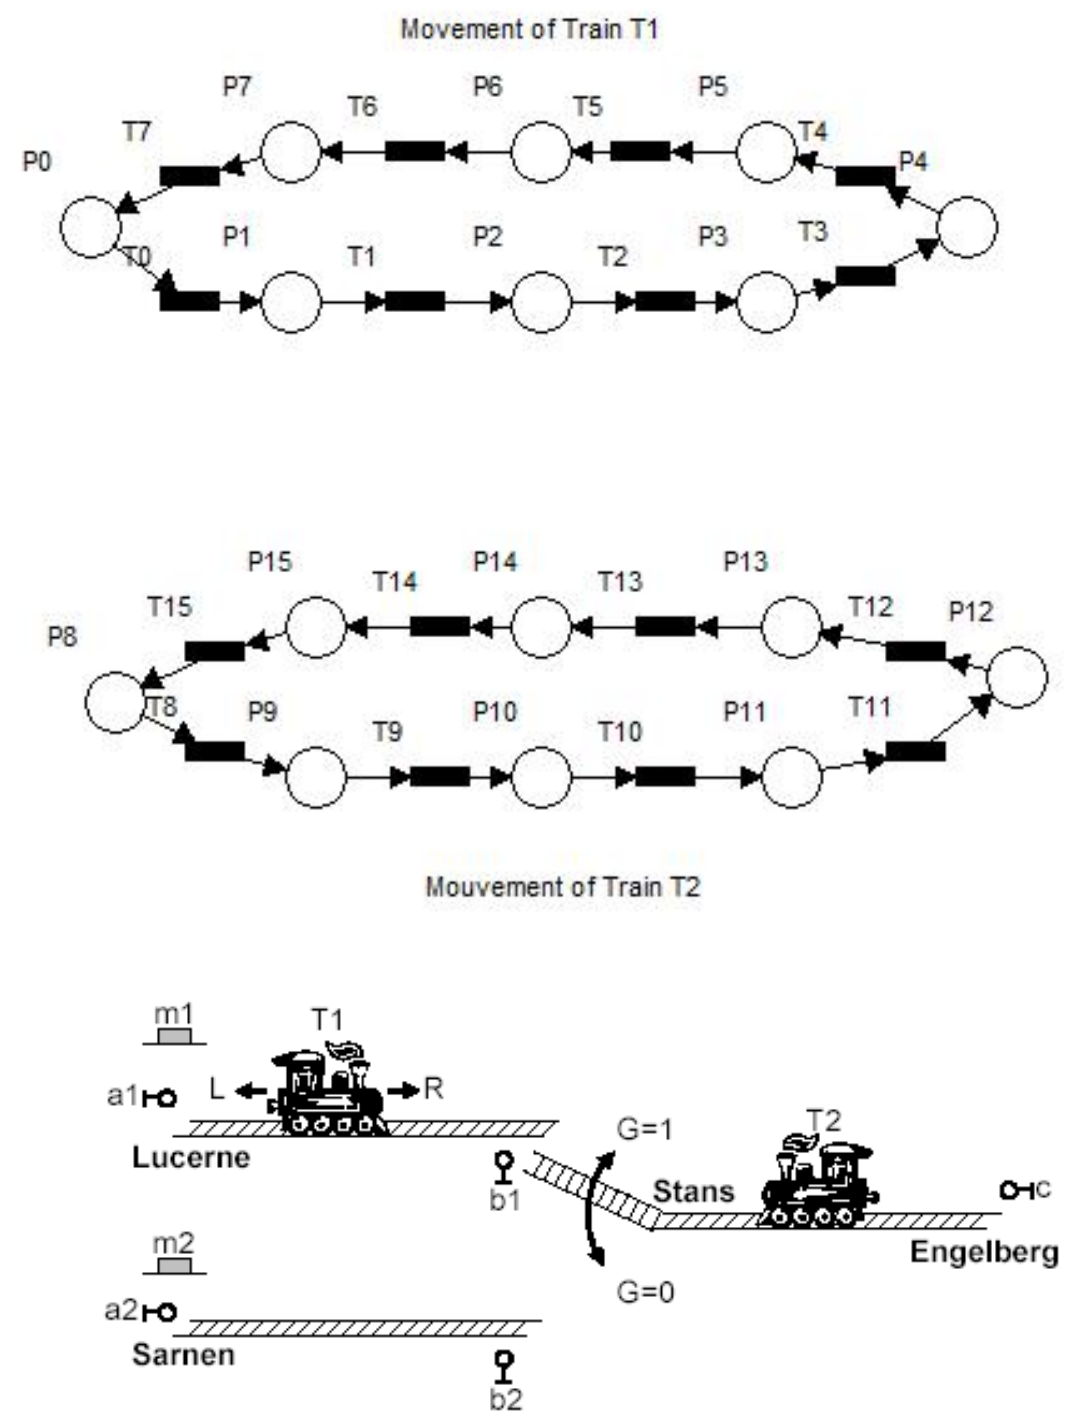 Movement of Train T1
P7 P6 P5
T6 T5
T7 T4
P0 P4
P1 P2 P3 T3
T0 T1 T2
P15 P14 P13
T14 T13
T15 T12 P12
P8
T8 P9 P10 P11 T11
T9 T10
Mouvement of Train T2
m1 T1
a1 L R
G=1 T2
Lucerne
b1 Stans c
m2 Engelberg
G=0
a2
Sarnen
b2